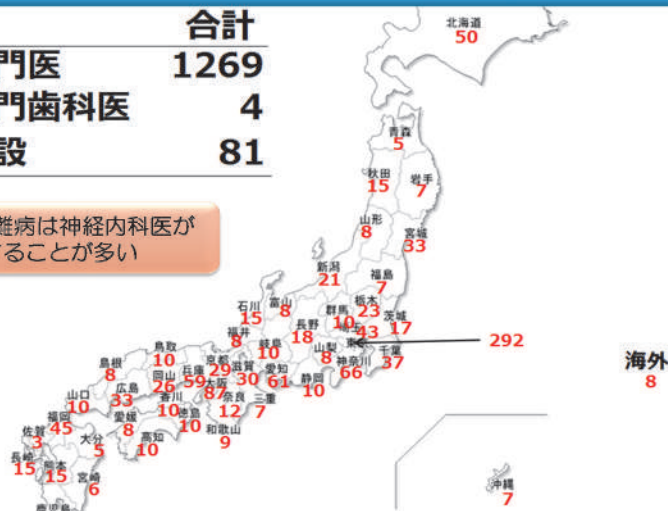 合計
門医 1269
門歯科医 4
設 81
難病は神経内科医が
することが多い
北海道
50
青森
5
秋田
15
岩手
7
山形
8
宮城
33
新潟
21
福島
7
石川
15
富山
8
群馬
10
栃木
23
茨城
17
埼玉
43
福井
8
長野
18
岐阜
10
山梨
8
東
292
千葉
37
神奈川
66
静岡
10
愛知
61
海外
8
鳥取
10
島根
8
岡山
26
兵庫
59
京都
29
滋賀
30
大阪
87
奈良
12
三重
7
和歌山
9
広島
33
山口
10
香川
10
徳島
10
愛媛
8
高知
10
福岡
45
佐賀
3
大分
5
長崎
15
熊本
15
宮崎
6
鹿児島
沖縄
7